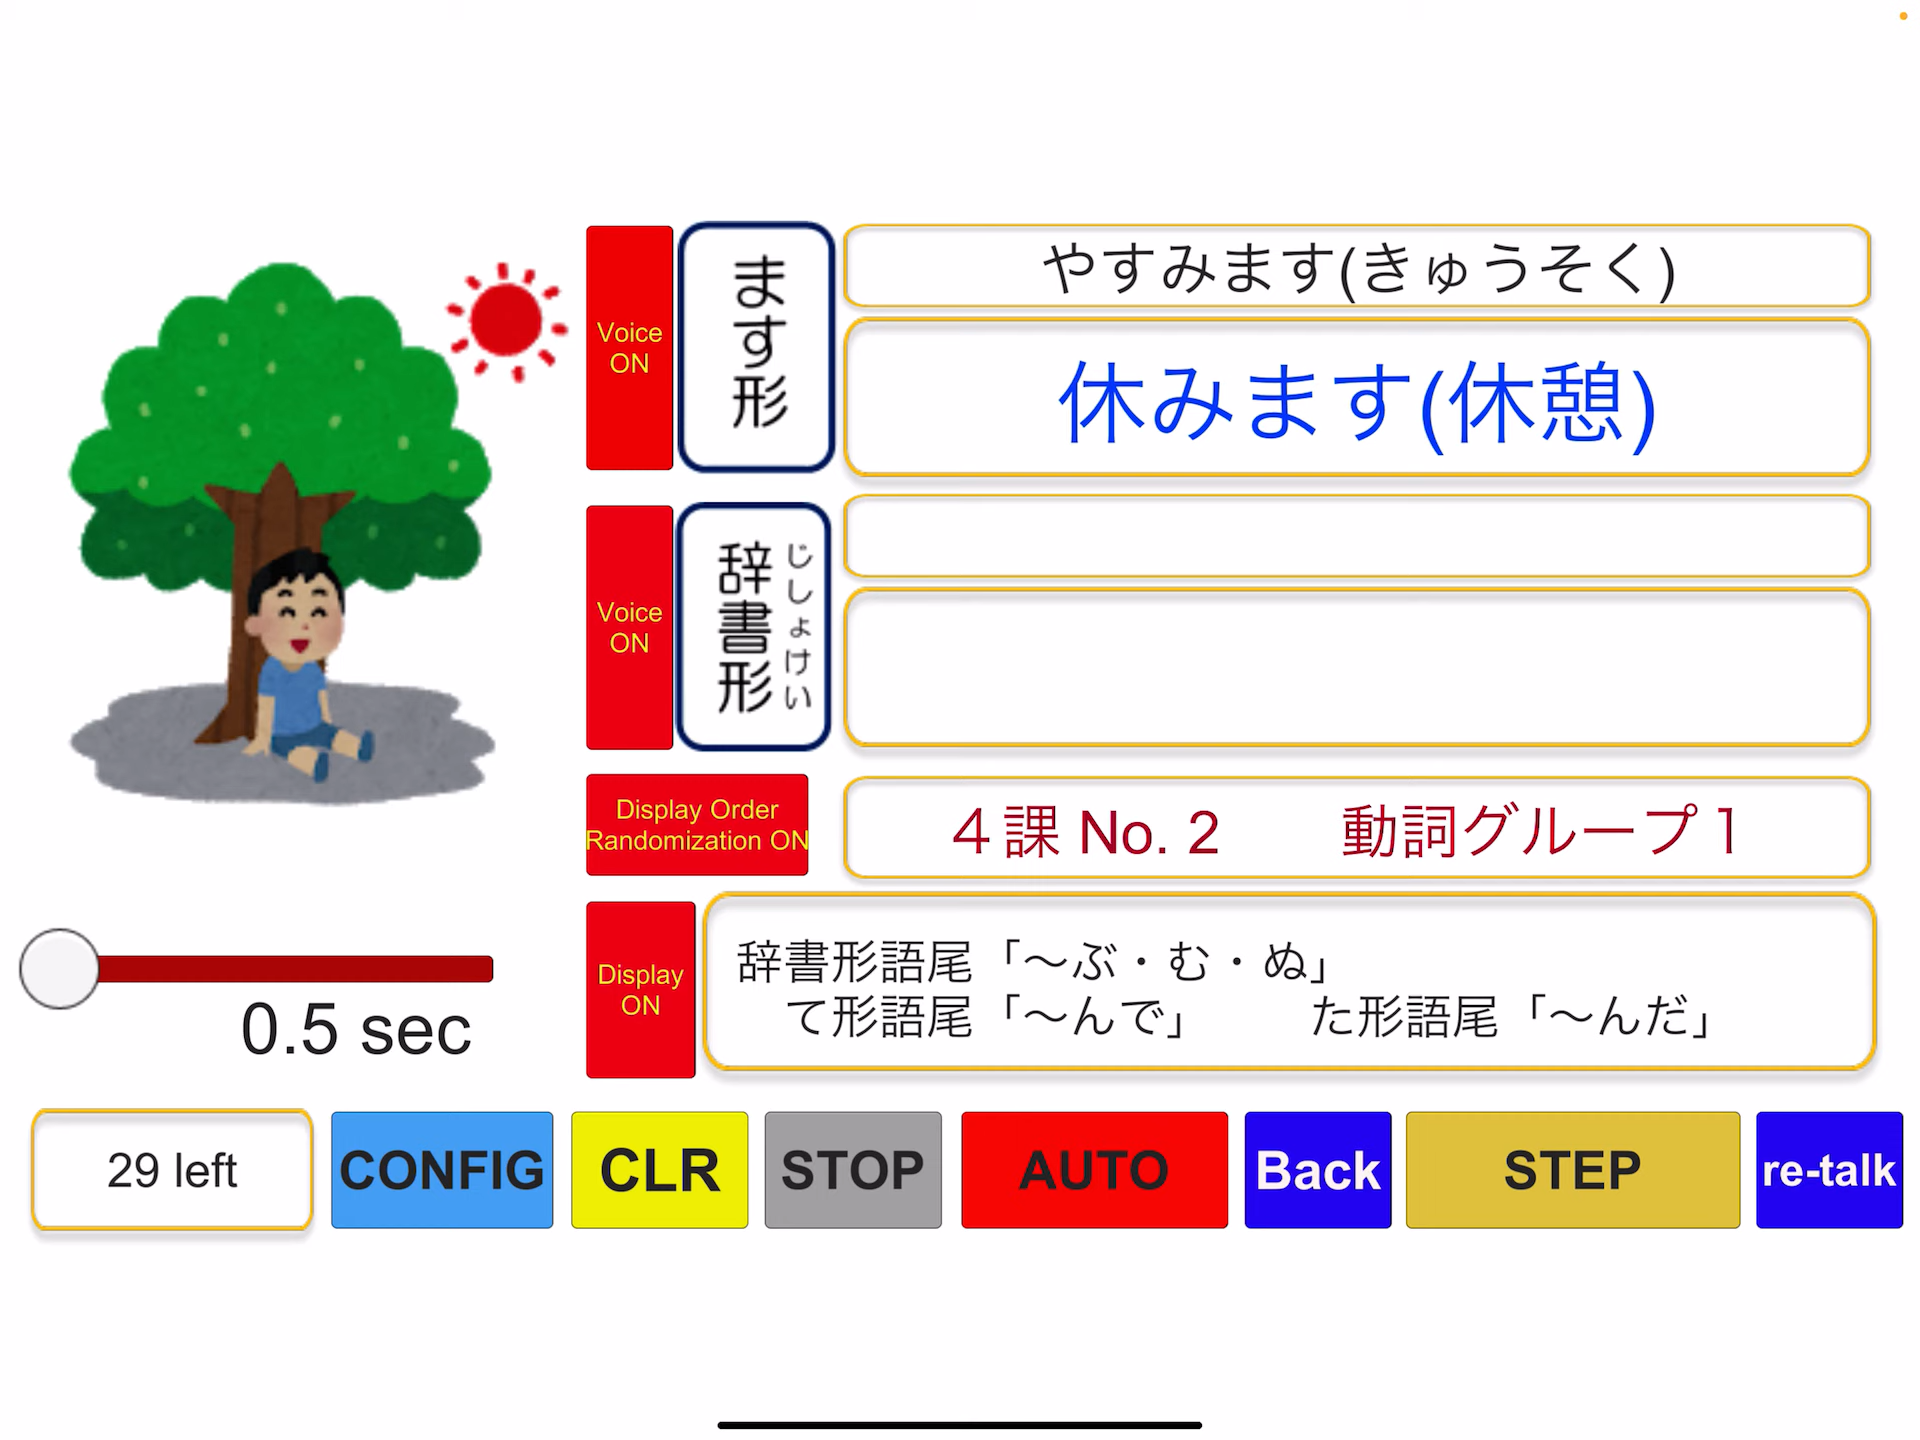 Voice
ON
ます形
やすみます(きゅうそく)
休みます(休憩)
Voice
ON
辞書形
じしょけい
Display Order
Randomization ON
４課 No. 2　　動詞グループ１
Display
ON
辞書形語尾「〜ぶ・む・ぬ」
て形語尾「〜んで」　　た形語尾「〜んだ」
0.5 sec
29 left
CONFIG
CLR
STOP
AUTO
Back
STEP
re-talk